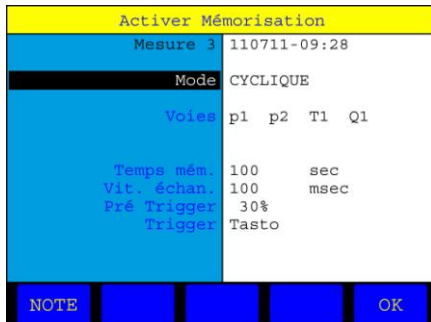 Activer Mémorisation
Mesure 3 110711-09:28
Mode CYCLIQUE
Voies p1 p2 T1 Q1
Temps mém. 100 sec
Vit. échan. 100 msec
Pré Trigger 30%
Trigger Tasto
NOTE OK